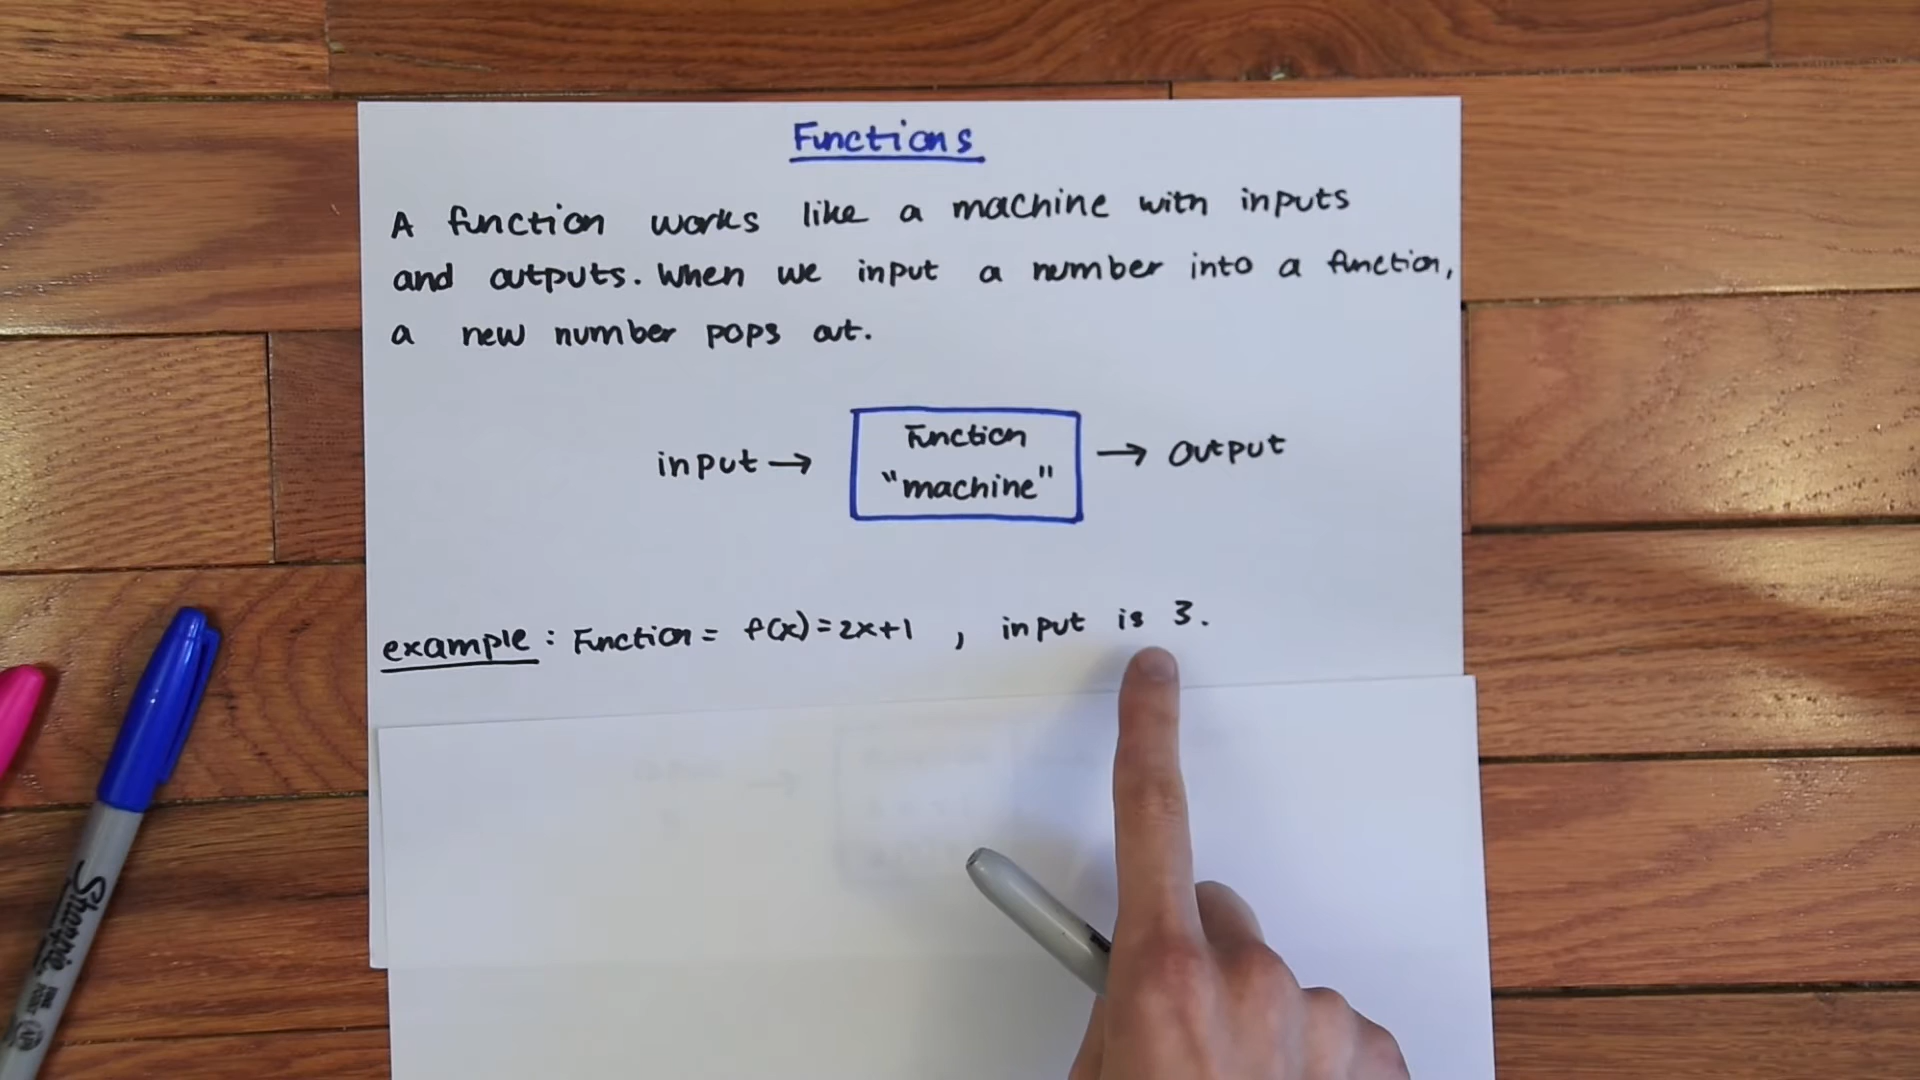 Functions
A function works like a machine with inputs
and outputs. When we input a number into a function,
a new number pops out.
input → Function "machine" → output
example: Function = f(x)=2x+1, input is 3.
Sharpie